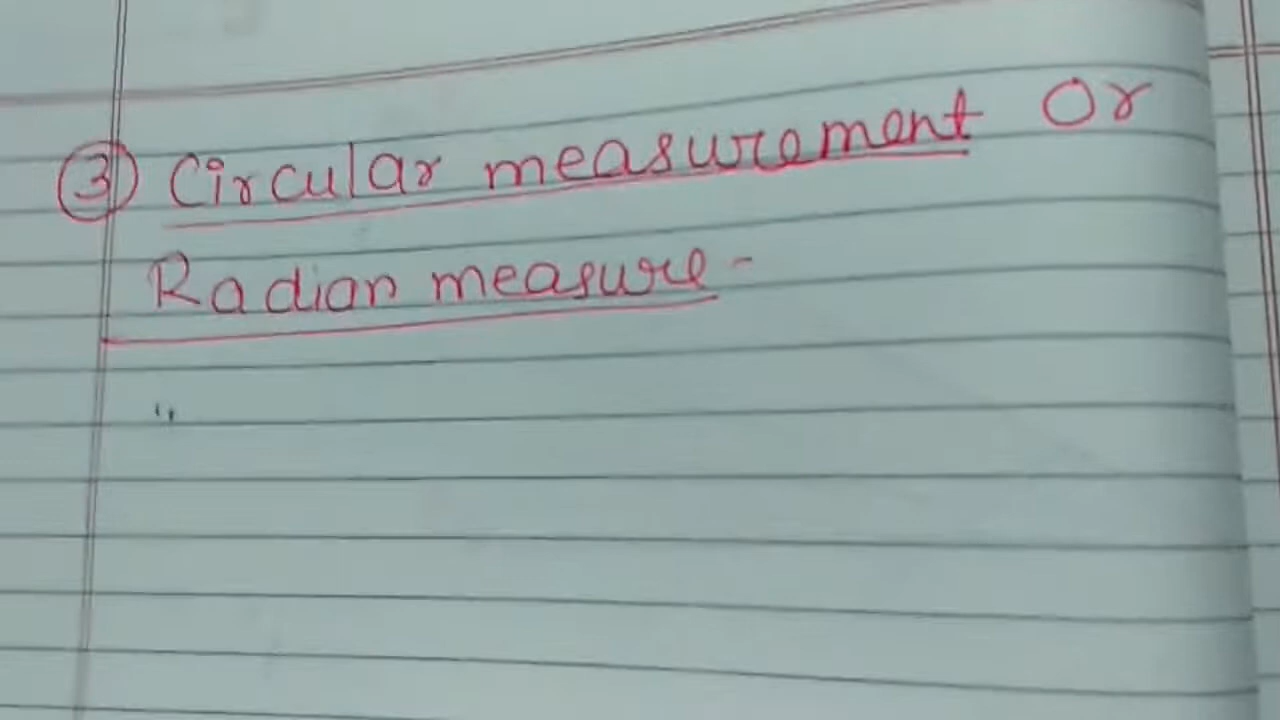 ③ Circular measurement Or
Radian measure -